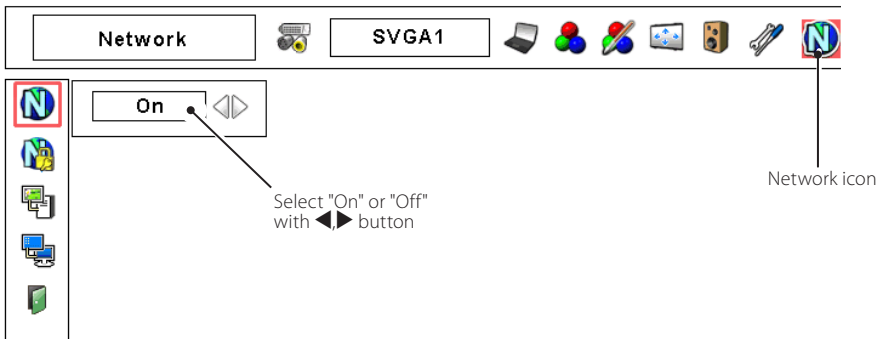 Network
SVGA1
On
Select "On" or "Off"
with ◀,▶ button
Network icon